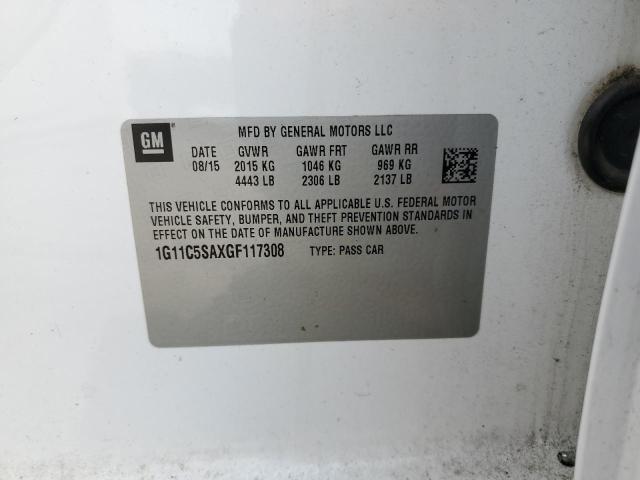 GM
MFD BY GENERAL MOTORS LLC
DATE GVWR GAWR FRT GAWR RR
08/15 2015 KG 1046 KG 969 KG
4443 LB 2306 LB 2137 LB
THIS VEHICLE CONFORMS TO ALL APPLICABLE U.S. FEDERAL MOTOR
VEHICLE SAFETY, BUMPER, AND THEFT PREVENTION STANDARDS IN
EFFECT ON THE DATE OF MANUFACTURE SHOWN ABOVE.
1G11C5SAXGF117308 TYPE: PASS CAR